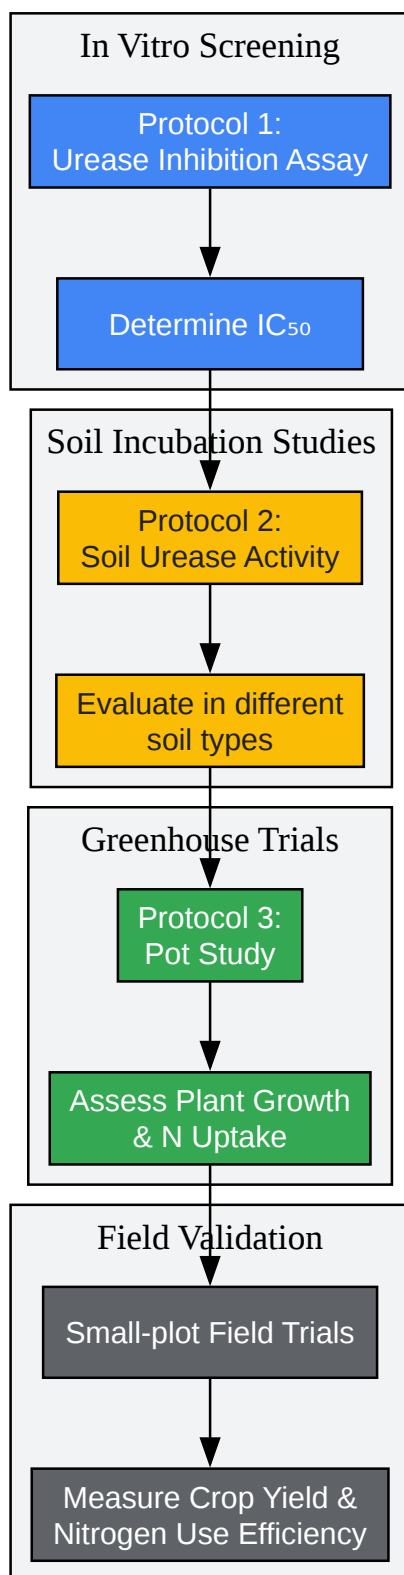 In Vitro Screening
Protocol 1:
Urease Inhibition Assay
Determine IC₅₀
Soil Incubation Studies
Protocol 2:
Soil Urease Activity
Evaluate in different
soil types
Greenhouse Trials
Protocol 3:
Pot Study
Assess Plant Growth
& N Uptake
Field Validation
Small-plot Field Trials
Measure Crop Yield &
Nitrogen Use Efficiency